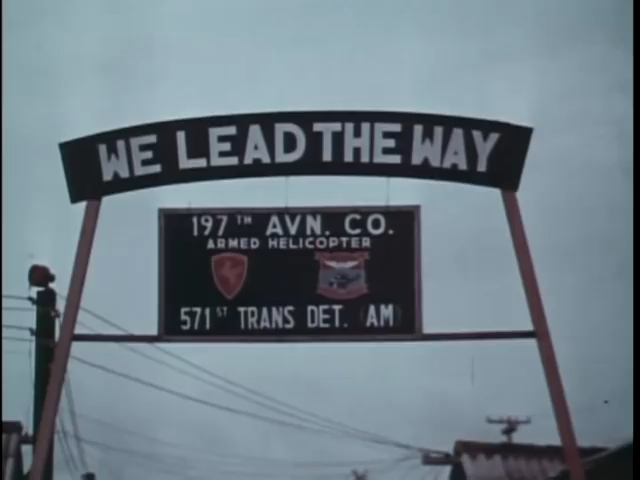 WE LEAD THE WAY
197TH AVN. CO.
ARMED HELICOPTER
571ST TRANS DET. (AM)